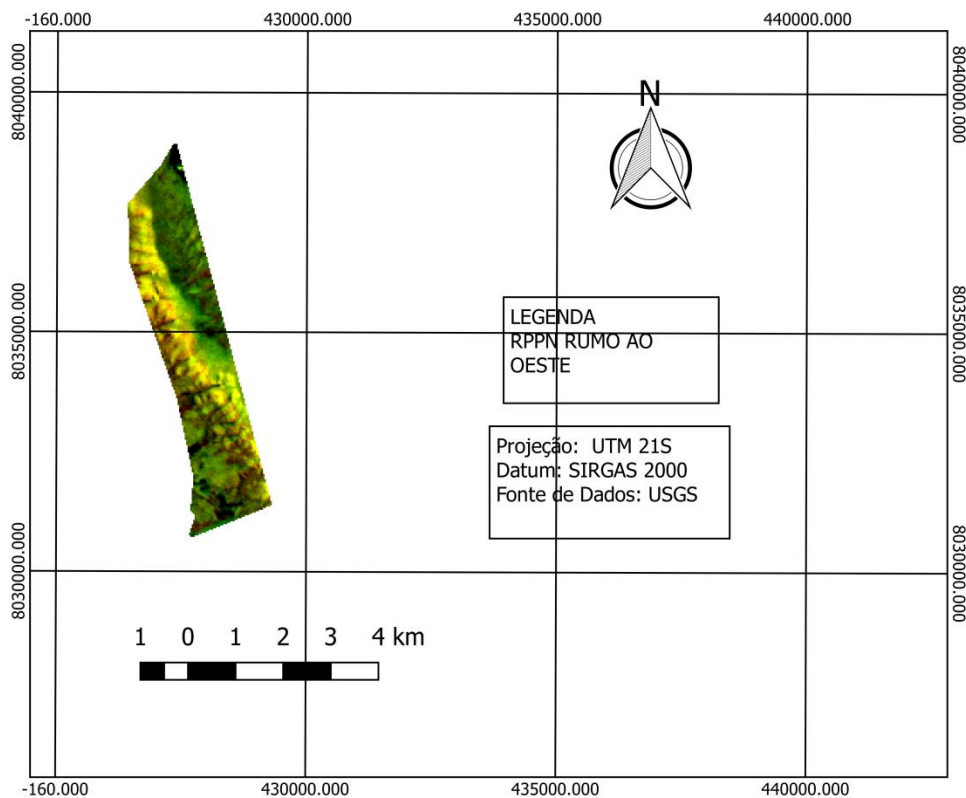 -160.000 430000.000 435000.000 440000.000
8040000.000
8040000.000
N
LEGENDA
RPPN RUMO AO
OESTE
8035000.000
8035000.000
Projeção: UTM 21S
Datum: SIRGAS 2000
Fonte de Dados: USGS
8030000.000
8030000.000
1 0 1 2 3 4 km
-160.000 430000.000 435000.000 440000.000